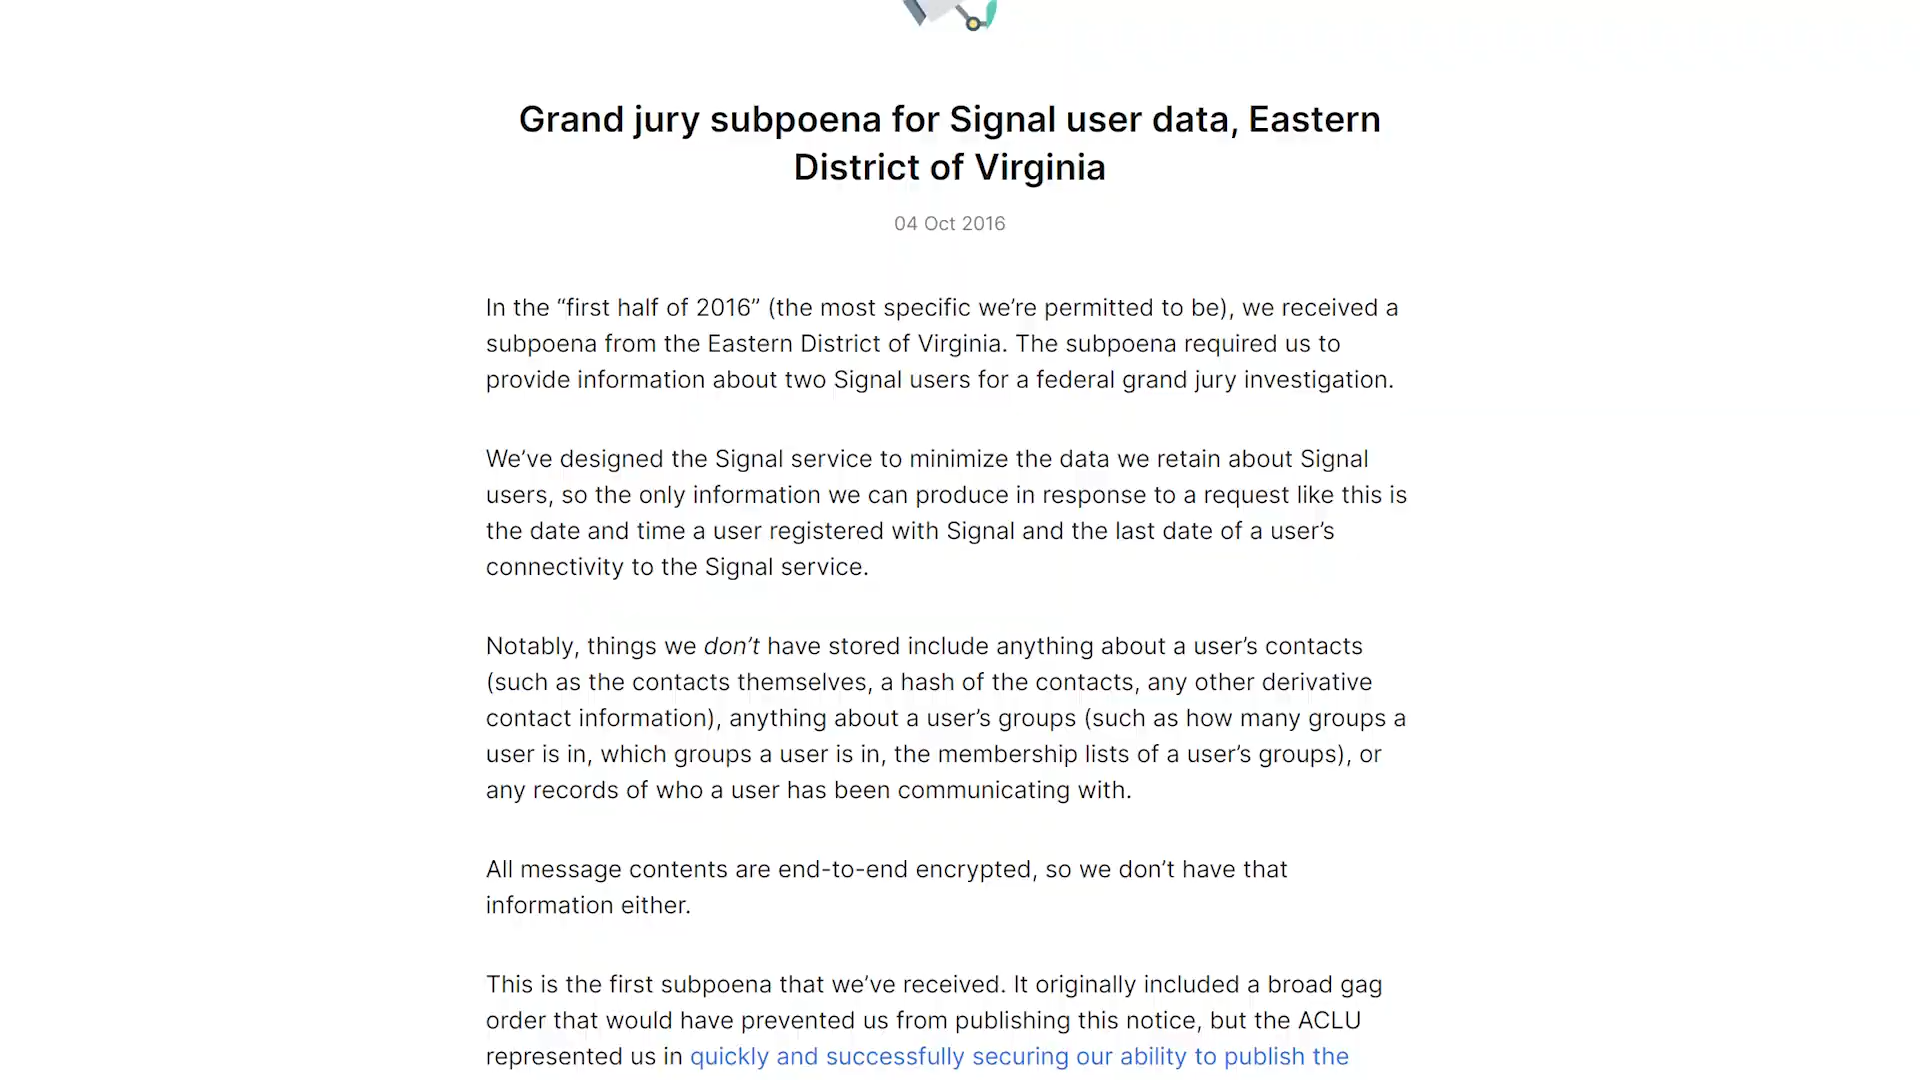 Grand jury subpoena for Signal user data, Eastern
District of Virginia
04 Oct 2016
In the “first half of 2016” (the most specific we’re permitted to be), we received a
subpoena from the Eastern District of Virginia. The subpoena required us to
provide information about two Signal users for a federal grand jury investigation.
We’ve designed the Signal service to minimize the data we retain about Signal
users, so the only information we can produce in response to a request like this is
the date and time a user registered with Signal and the last date of a user’s
connectivity to the Signal service.
Notably, things we don’t have stored include anything about a user’s contacts
(such as the contacts themselves, a hash of the contacts, any other derivative
contact information), anything about a user’s groups (such as how many groups a
user is in, which groups a user is in, the membership lists of a user’s groups), or
any records of who a user has been communicating with.
All message contents are end-to-end encrypted, so we don’t have that
information either.
This is the first subpoena that we’ve received. It originally included a broad gag
order that would have prevented us from publishing this notice, but the ACLU
represented us in quickly and successfully securing our ability to publish the